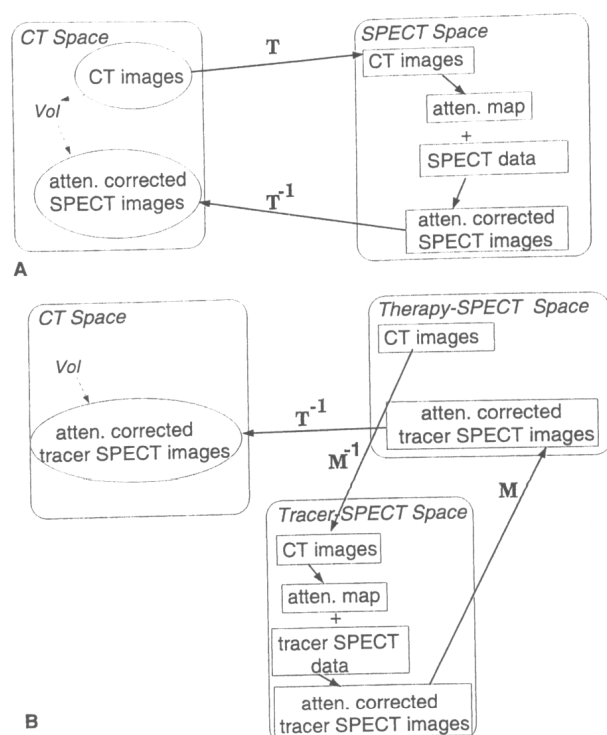 CT Space
CT images
Vol
atten. corrected
SPECT images
T
T-1
SPECT Space
CT images
atten. map
+
SPECT data
atten. corrected
SPECT images
A
CT Space
Vol
atten. corrected
tracer SPECT images
T-1
Therapy-SPECT Space
CT images
atten. corrected
tracer SPECT images
M-1
M
Tracer-SPECT Space
CT images
atten. map
+
tracer SPECT
data
atten. corrected
tracer SPECT images
B